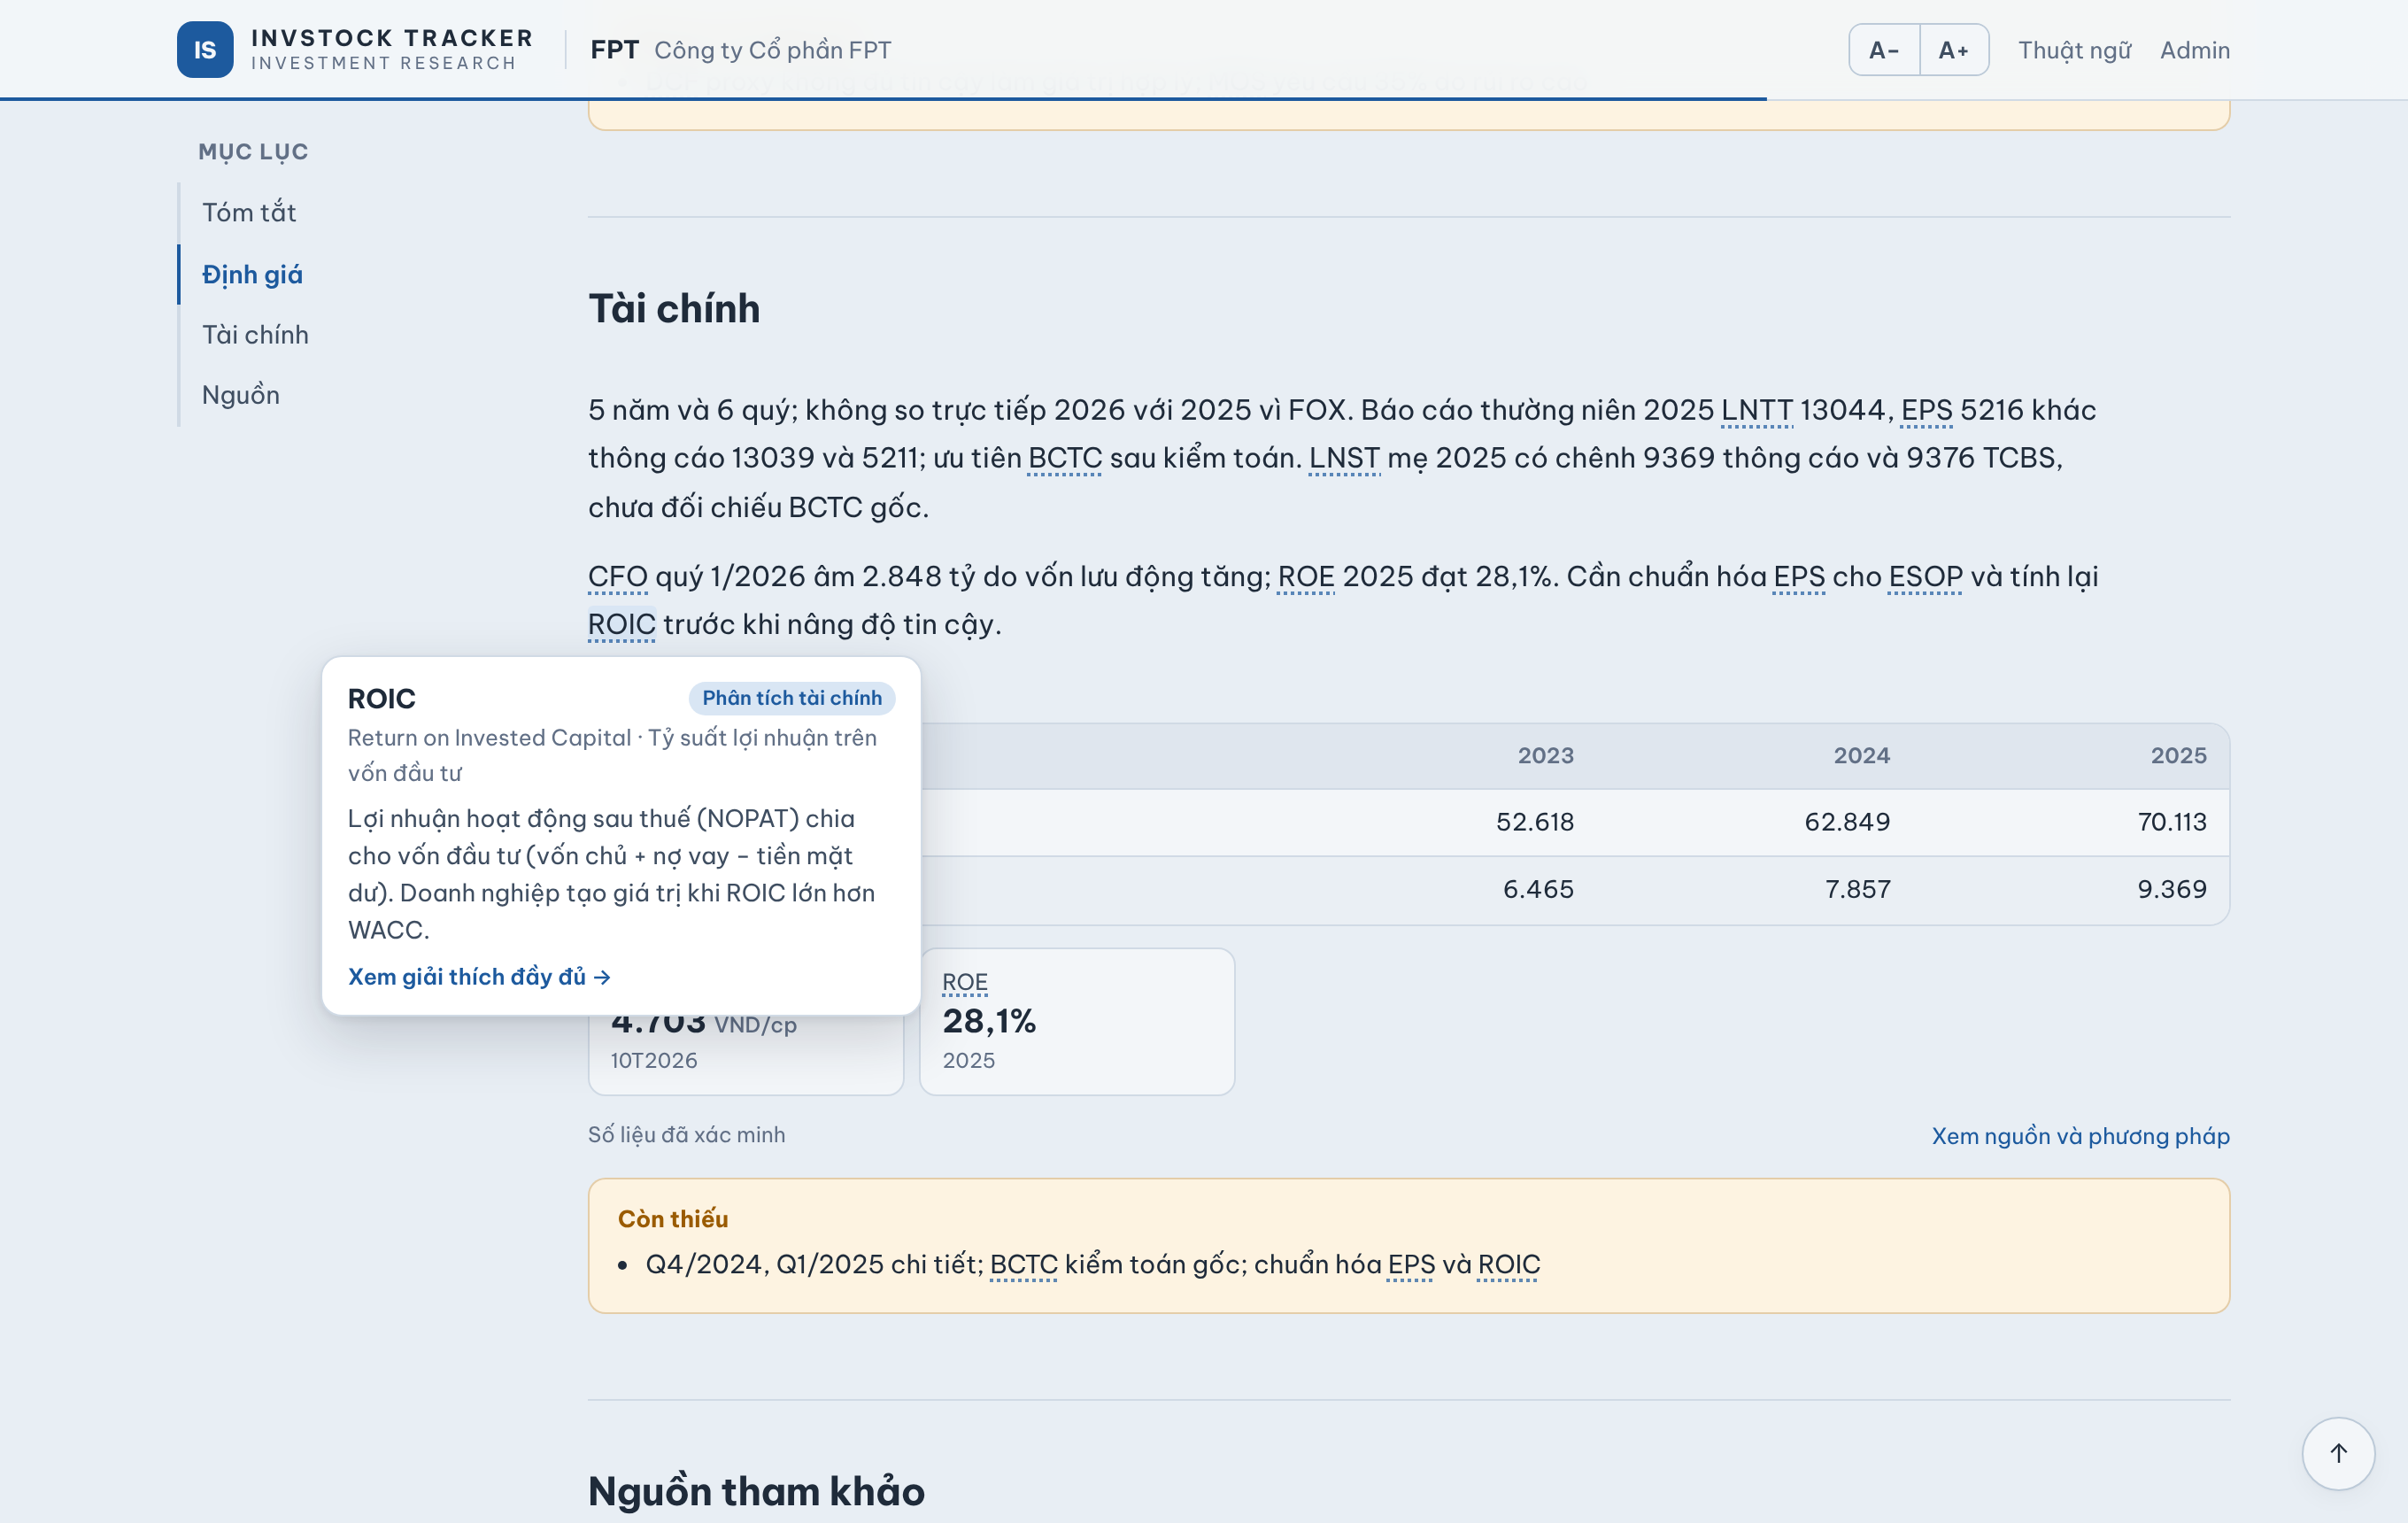 IS
INVSTOCK TRACKER
INVESTMENT RESEARCH
FPT Công ty Cổ phần FPT
A− A+
Thuật ngữ
Admin
MỤC LỤC
Tóm tắt
Định giá
Tài chính
Nguồn
Tài chính
5 năm và 6 quý; không so trực tiếp 2026 với 2025 vì FOX. Báo cáo thường niên 2025 LNTT 13044, EPS 5216 khác
thông cáo 13039 và 5211; ưu tiên BCTC sau kiểm toán. LNST mẹ 2025 có chênh 9369 thông cáo và 9376 TCBS,
chưa đối chiếu BCTC gốc.
CFO quý 1/2026 âm 2.848 tỷ do vốn lưu động tăng; ROE 2025 đạt 28,1%. Cần chuẩn hóa EPS cho ESOP và tính lại
ROIC trước khi nâng độ tin cậy.
ROIC
Phân tích tài chính
Return on Invested Capital · Tỷ suất lợi nhuận trên
vốn đầu tư
Lợi nhuận hoạt động sau thuế (NOPAT) chia
cho vốn đầu tư (vốn chủ + nợ vay − tiền mặt
dư). Doanh nghiệp tạo giá trị khi ROIC lớn hơn
WACC.
Xem giải thích đầy đủ →
2023 2024 2025
52.618 62.849 70.113
6.465 7.857 9.369
4.703 VND/cp
10T2026
ROE
28,1%
2025
Số liệu đã xác minh
Xem nguồn và phương pháp
Còn thiếu
• Q4/2024, Q1/2025 chi tiết; BCTC kiểm toán gốc; chuẩn hóa EPS và ROIC
Nguồn tham khảo
↑